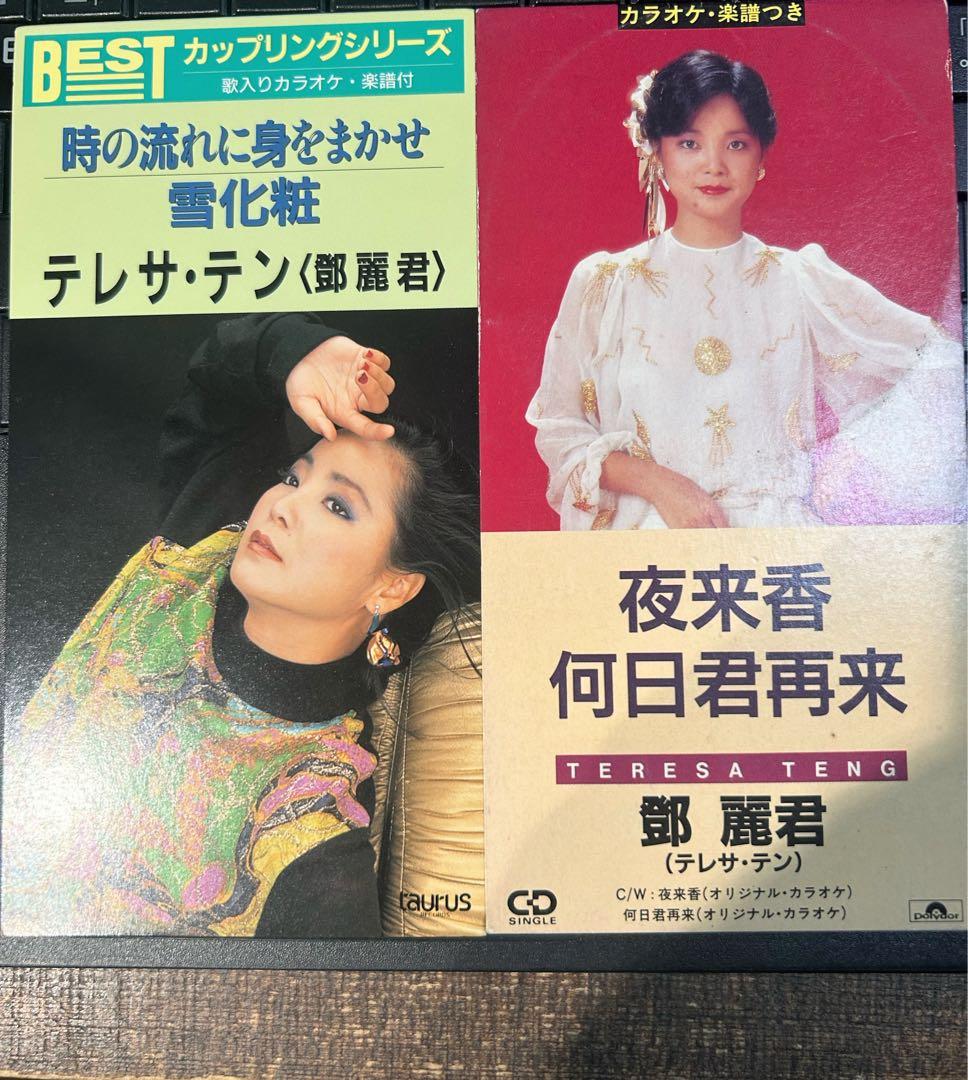 BEST
カップリングシリーズ
歌入りカラオケ・楽譜付
時の流れに身をまかせ
雪化粧
テレサ・テン〈鄧麗君〉
taurus
RECORDS
カラオケ・楽譜つき
夜来香
何日君再来
TERESA TENG
鄧 麗君
(テレサ・テン)
C/W:夜来香(オリジナル・カラオケ)
何日君再来(オリジナル・カラオケ)
CD
SINGLE
Polydor